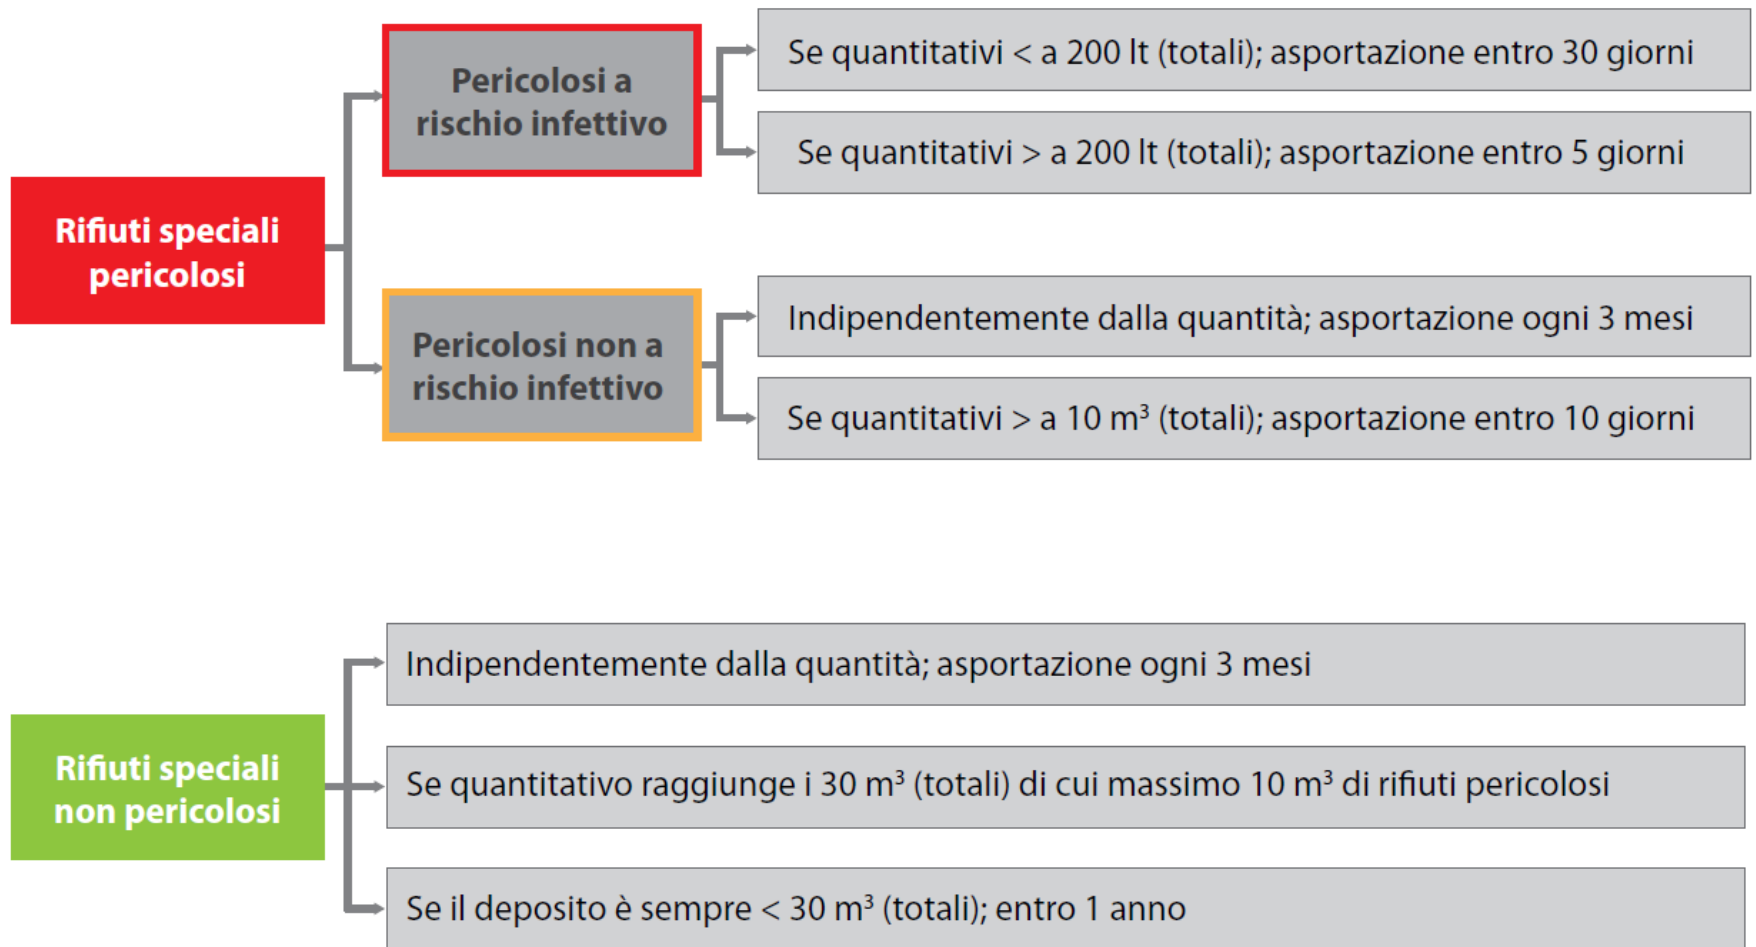 Rifiuti speciali
pericolosi
Pericolosi a
rischio infettivo
Se quantitativi < a 200 lt (totali); asportazione entro 30 giorni
Se quantitativi > a 200 lt (totali); asportazione entro 5 giorni
Pericolosi non a
rischio infettivo
Indipendentemente dalla quantità; asportazione ogni 3 mesi
Se quantitativi > a 10 m³ (totali); asportazione entro 10 giorni
Rifiuti speciali
non pericolosi
Indipendentemente dalla quantità; asportazione ogni 3 mesi
Se quantitativo raggiunge i 30 m³ (totali) di cui massimo 10 m³ di rifiuti pericolosi
Se il deposito è sempre < 30 m³ (totali); entro 1 anno